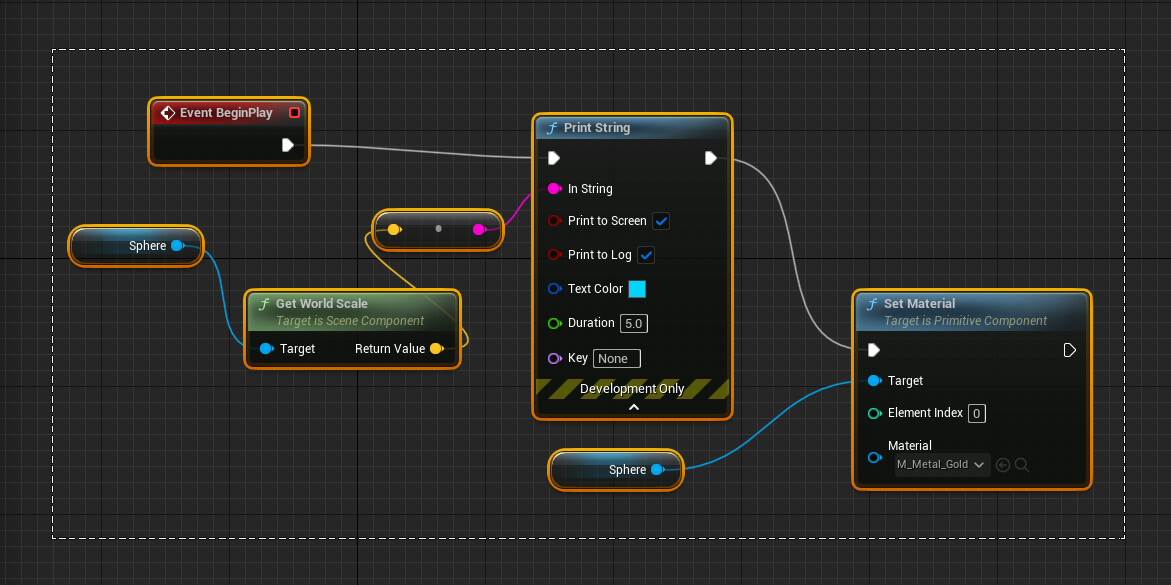 Event BeginPlay
Sphere
Get World Scale
Target is Scene Component
Target
Return Value
Print String
In String
Print to Screen
Print to Log
Text Color
Duration 5.0
Key None
Development Only
Sphere
Set Material
Target is Primitive Component
Target
Element Index 0
Material
M_Metal_Gold